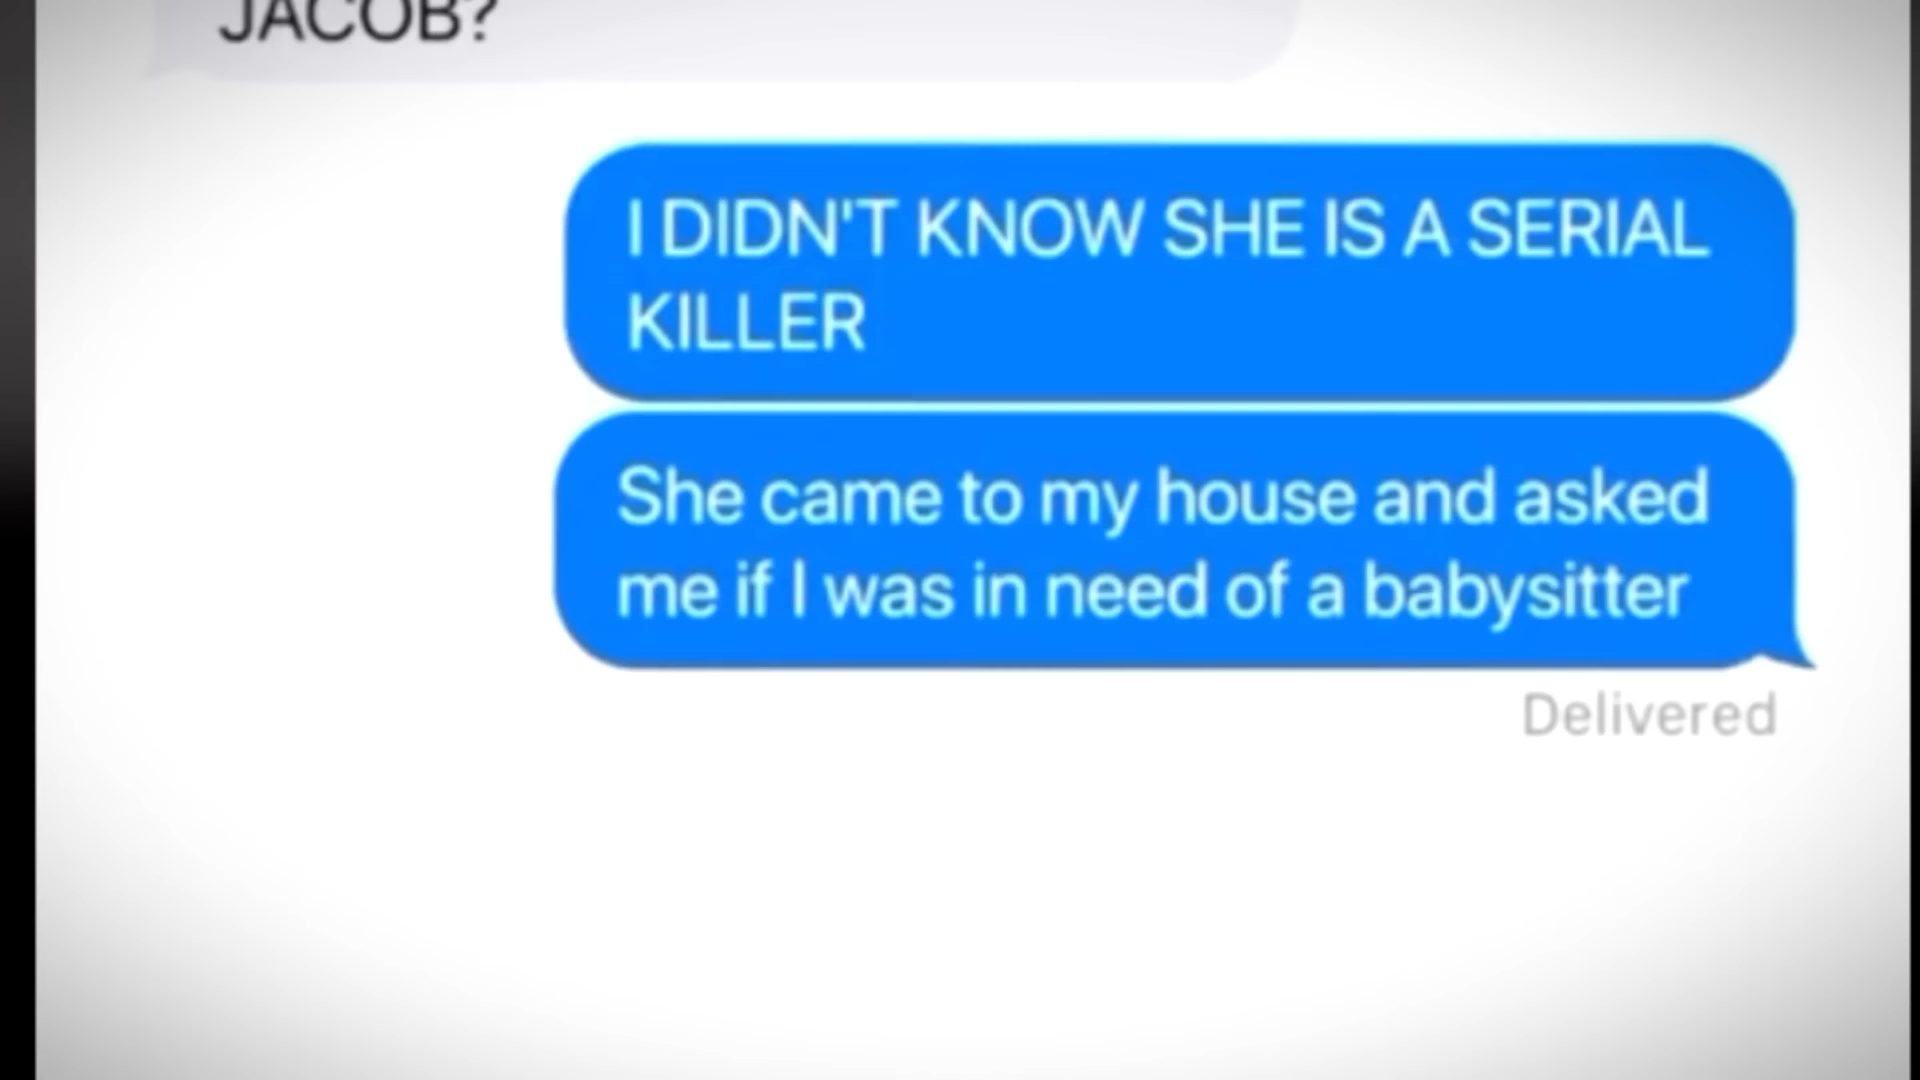 JACOB?
I DIDN'T KNOW SHE IS A SERIAL
KILLER
She came to my house and asked
me if I was in need of a babysitter
Delivered